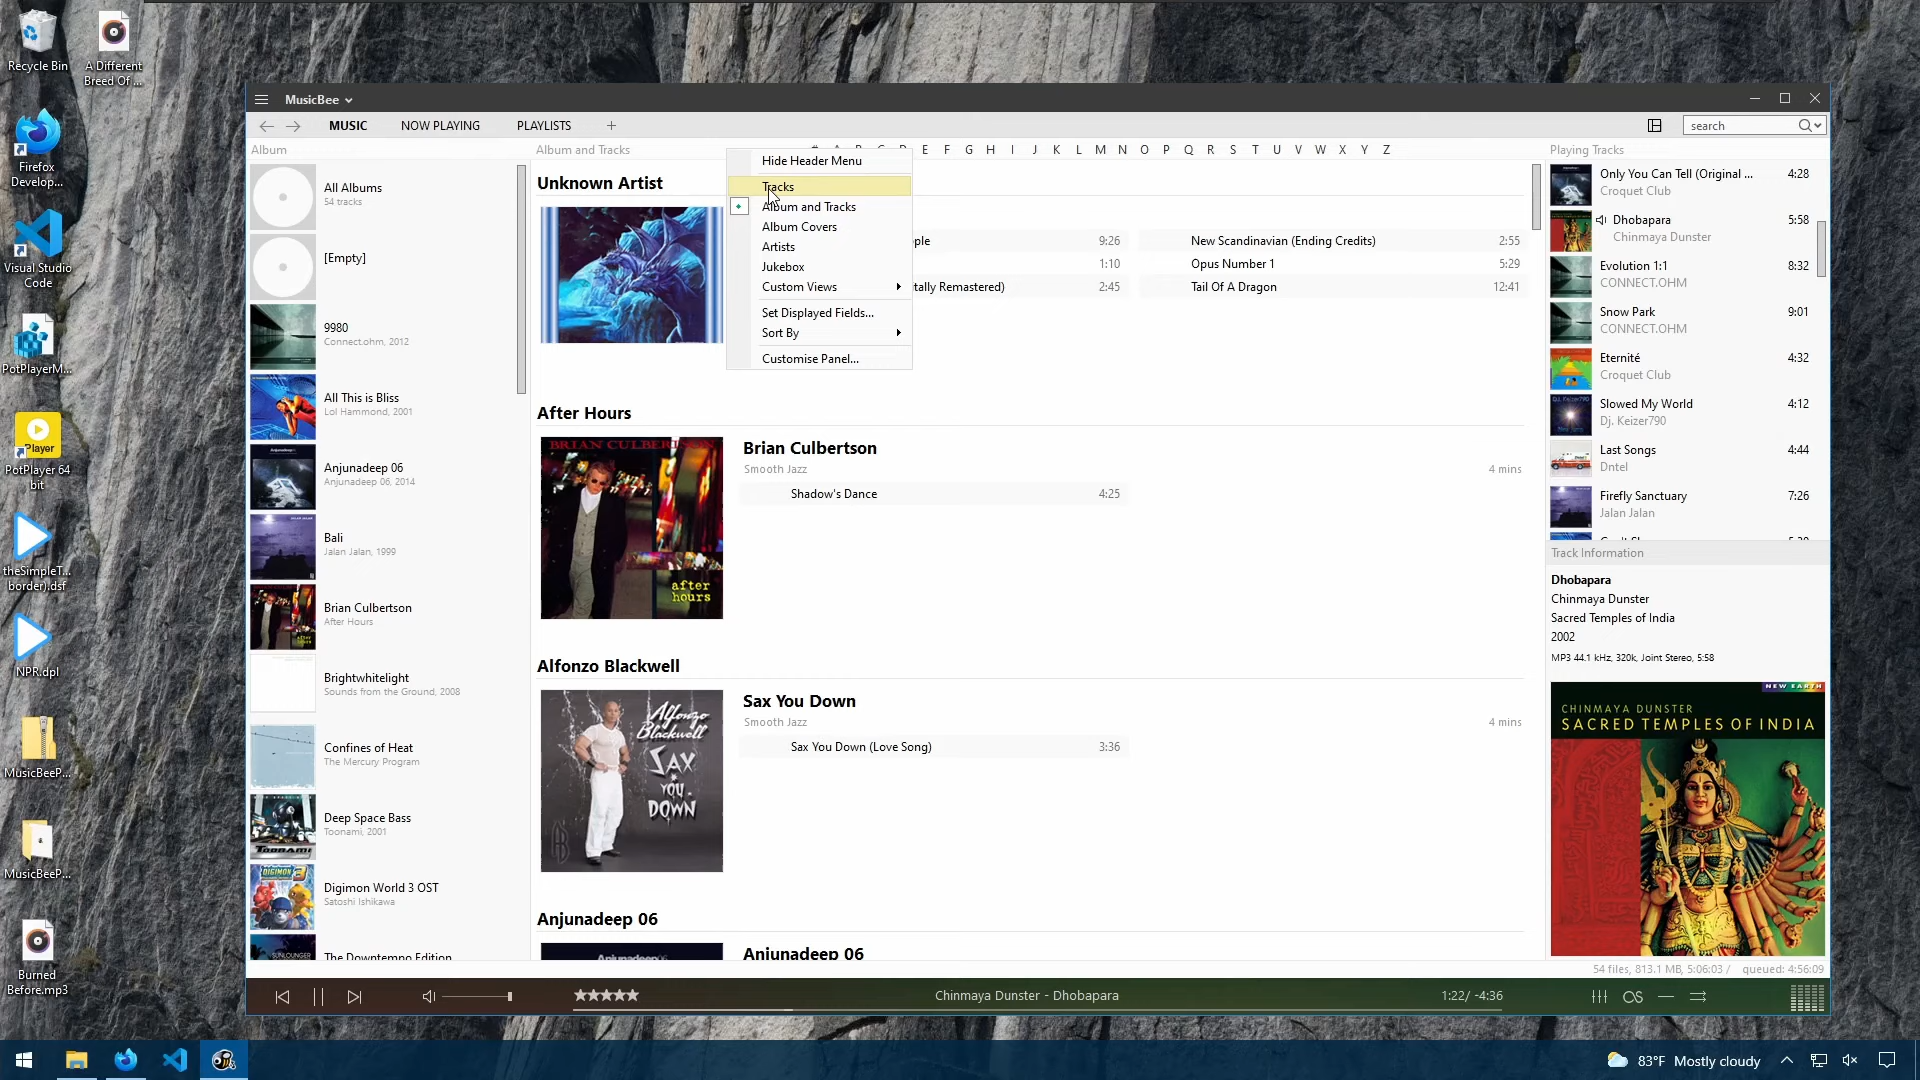 Recycle Bin
A Different
Breed Of ...
Firefox
Develop...
Visual Studio
Code
PotPlayerM...
Player
PotPlayer 64
bit
theSimpleT...
border).dsf
NPR.dpl
MusicBeeP...
MusicBeeP...
Burned
Before.mp3
MusicBee
MUSIC
NOW PLAYING
PLAYLISTS
search
Album
All Albums
54 tracks
[Empty]
9980
Connect.ohm, 2012
All This is Bliss
Lol Hammond, 2001
Anjunadeep 06
Anjunadeep 06, 2014
Bali
Jalan Jalan, 1999
Brian Culbertson
After Hours
Brightwhitelight
Sounds from the Ground, 2008
Confines of Heat
The Mercury Program
Deep Space Bass
Toonami, 2001
Digimon World 3 OST
Satoshi Ishikawa
The Downtempo Edition
Album and Tracks
E F G H I J K L M N O P Q R S T U V W X Y Z
Hide Header Menu
Tracks
Album and Tracks
Album Covers
Artists
Jukebox
Custom Views
Set Displayed Fields...
Sort By
Customise Panel...
Unknown Artist
ple 9:26
1:10
tally Remastered) 2:45
New Scandinavian (Ending Credits) 2:55
Opus Number 1 5:29
Tail Of A Dragon 12:41
After Hours
BRIAN CULBERTSON
after
hours
Brian Culbertson
Smooth Jazz
4 mins
Shadow's Dance 4:25
Alfonzo Blackwell
Alfonzo
Blackwell
SAX
YOU
DOWN
Sax You Down
Smooth Jazz
4 mins
Sax You Down (Love Song) 3:36
Anjunadeep 06
Anjunadeep 06
Anjunadeep 06
Playing Tracks
Only You Can Tell (Original ... 4:28
Croquet Club
Dhobapara 5:58
Chinmaya Dunster
Evolution 1:1 8:32
CONNECT.OHM
Snow Park 9:01
CONNECT.OHM
Eternité 4:32
Croquet Club
Slowed My World 4:12
Dj. Keizer790
Last Songs 4:44
Dntel
Firefly Sanctuary 7:26
Jalan Jalan
Track Information
Dhobapara
Chinmaya Dunster
Sacred Temples of India
2002
MP3 44.1 kHz, 320k, Joint Stereo, 5:58
NEW EARTH
CHINMAYA DUNSTER
SACRED TEMPLES OF INDIA
54 files, 813.1 MB, 5:06:03 / queued: 4:56:09
Chinmaya Dunster - Dhobapara
1:22/ -4:36
83°F Mostly cloudy